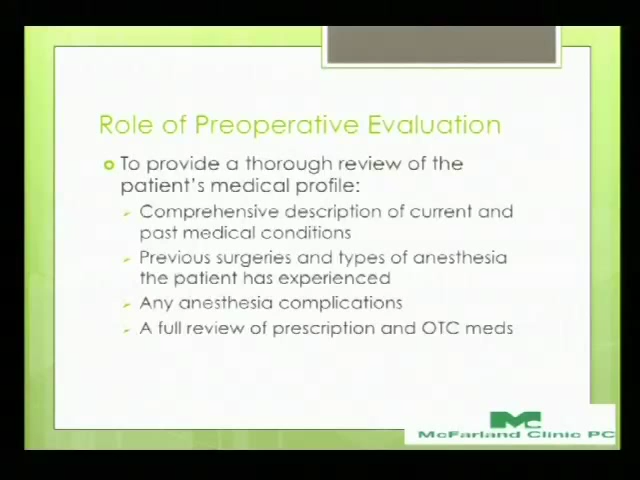 Role of Preoperative Evaluation
To provide a thorough review of the
patient's medical profile:
Comprehensive description of current and
past medical conditions
Previous surgeries and types of anesthesia
the patient has experienced
Any anesthesia complications
A full review of prescription and OTC meds
MC
McFarland Clinic PC